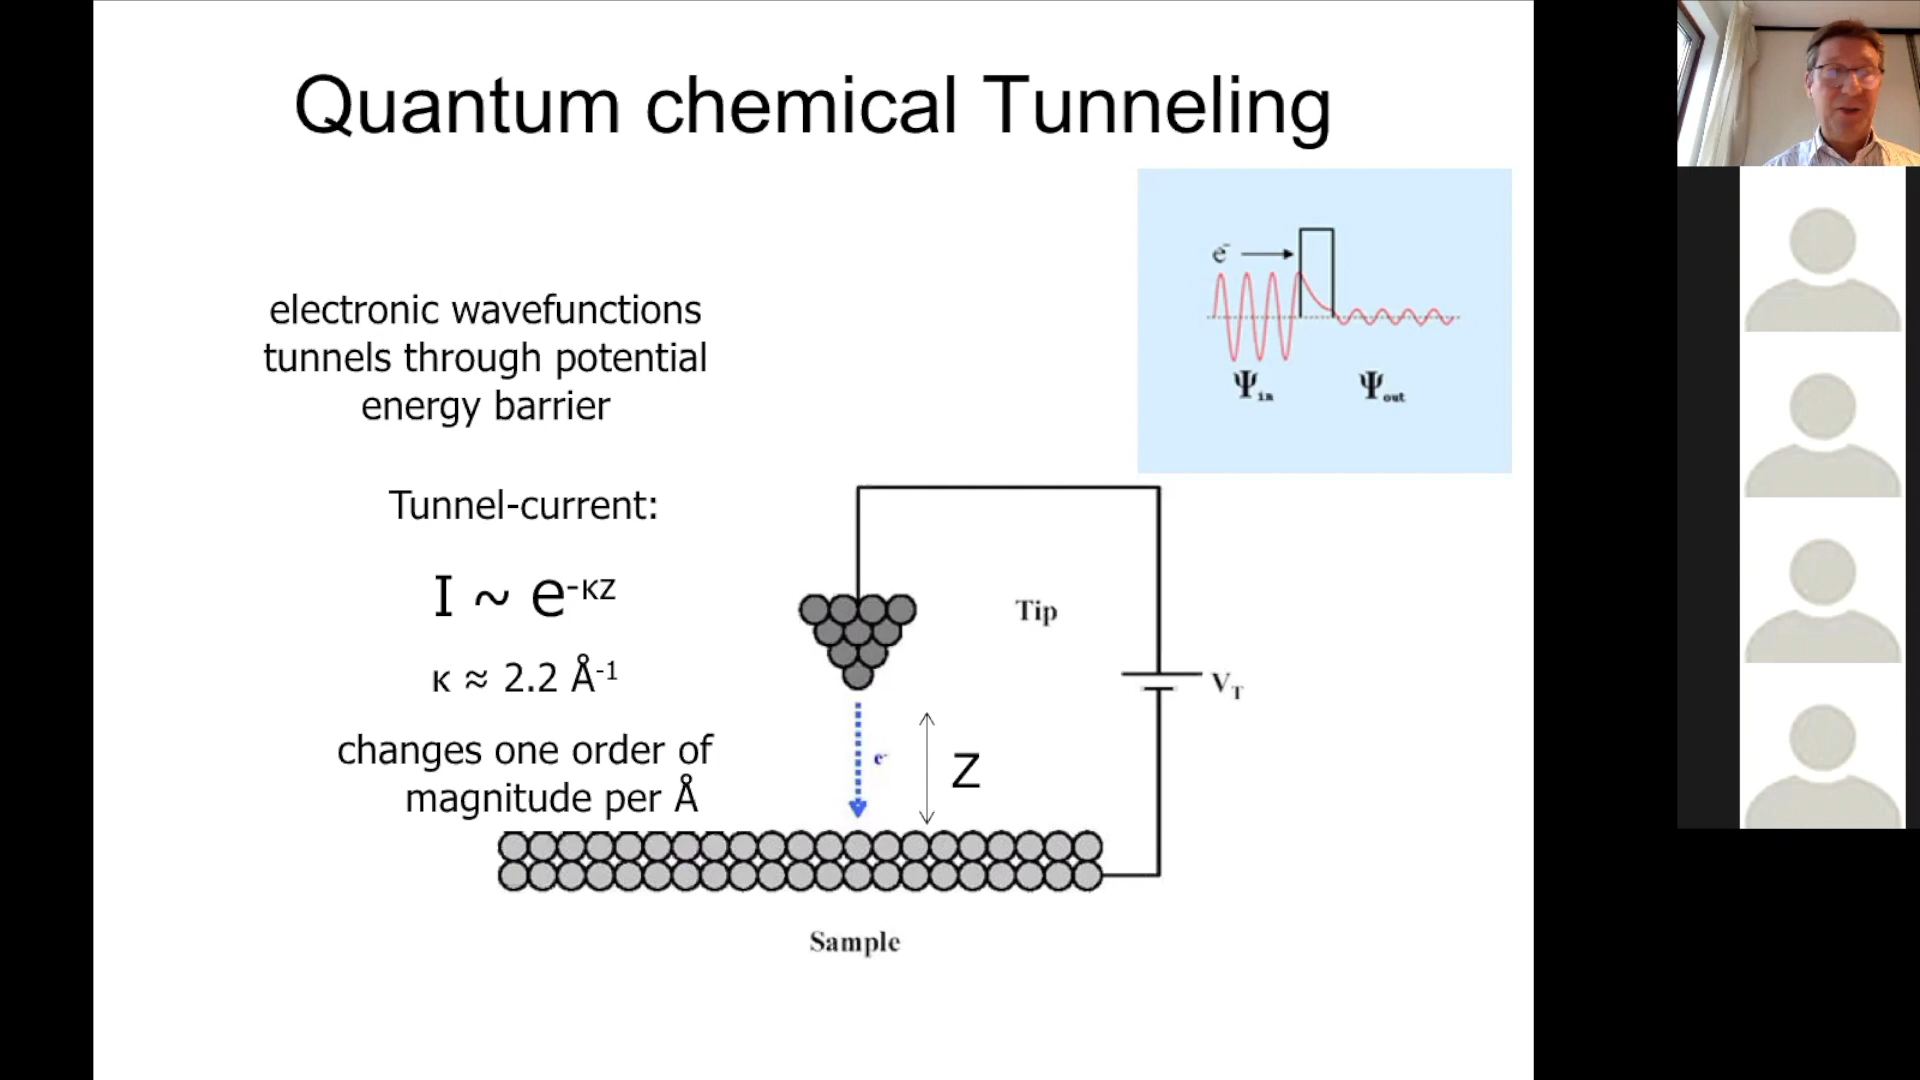 Quantum chemical Tunneling
e⁻
Ψin
Ψout
electronic wavefunctions
tunnels through potential
energy barrier
Tunnel-current:
I ~ e-κz
κ ≈ 2.2 Å-1
changes one order of
magnitude per Å
Tip
VT
e⁻
Z
Sample